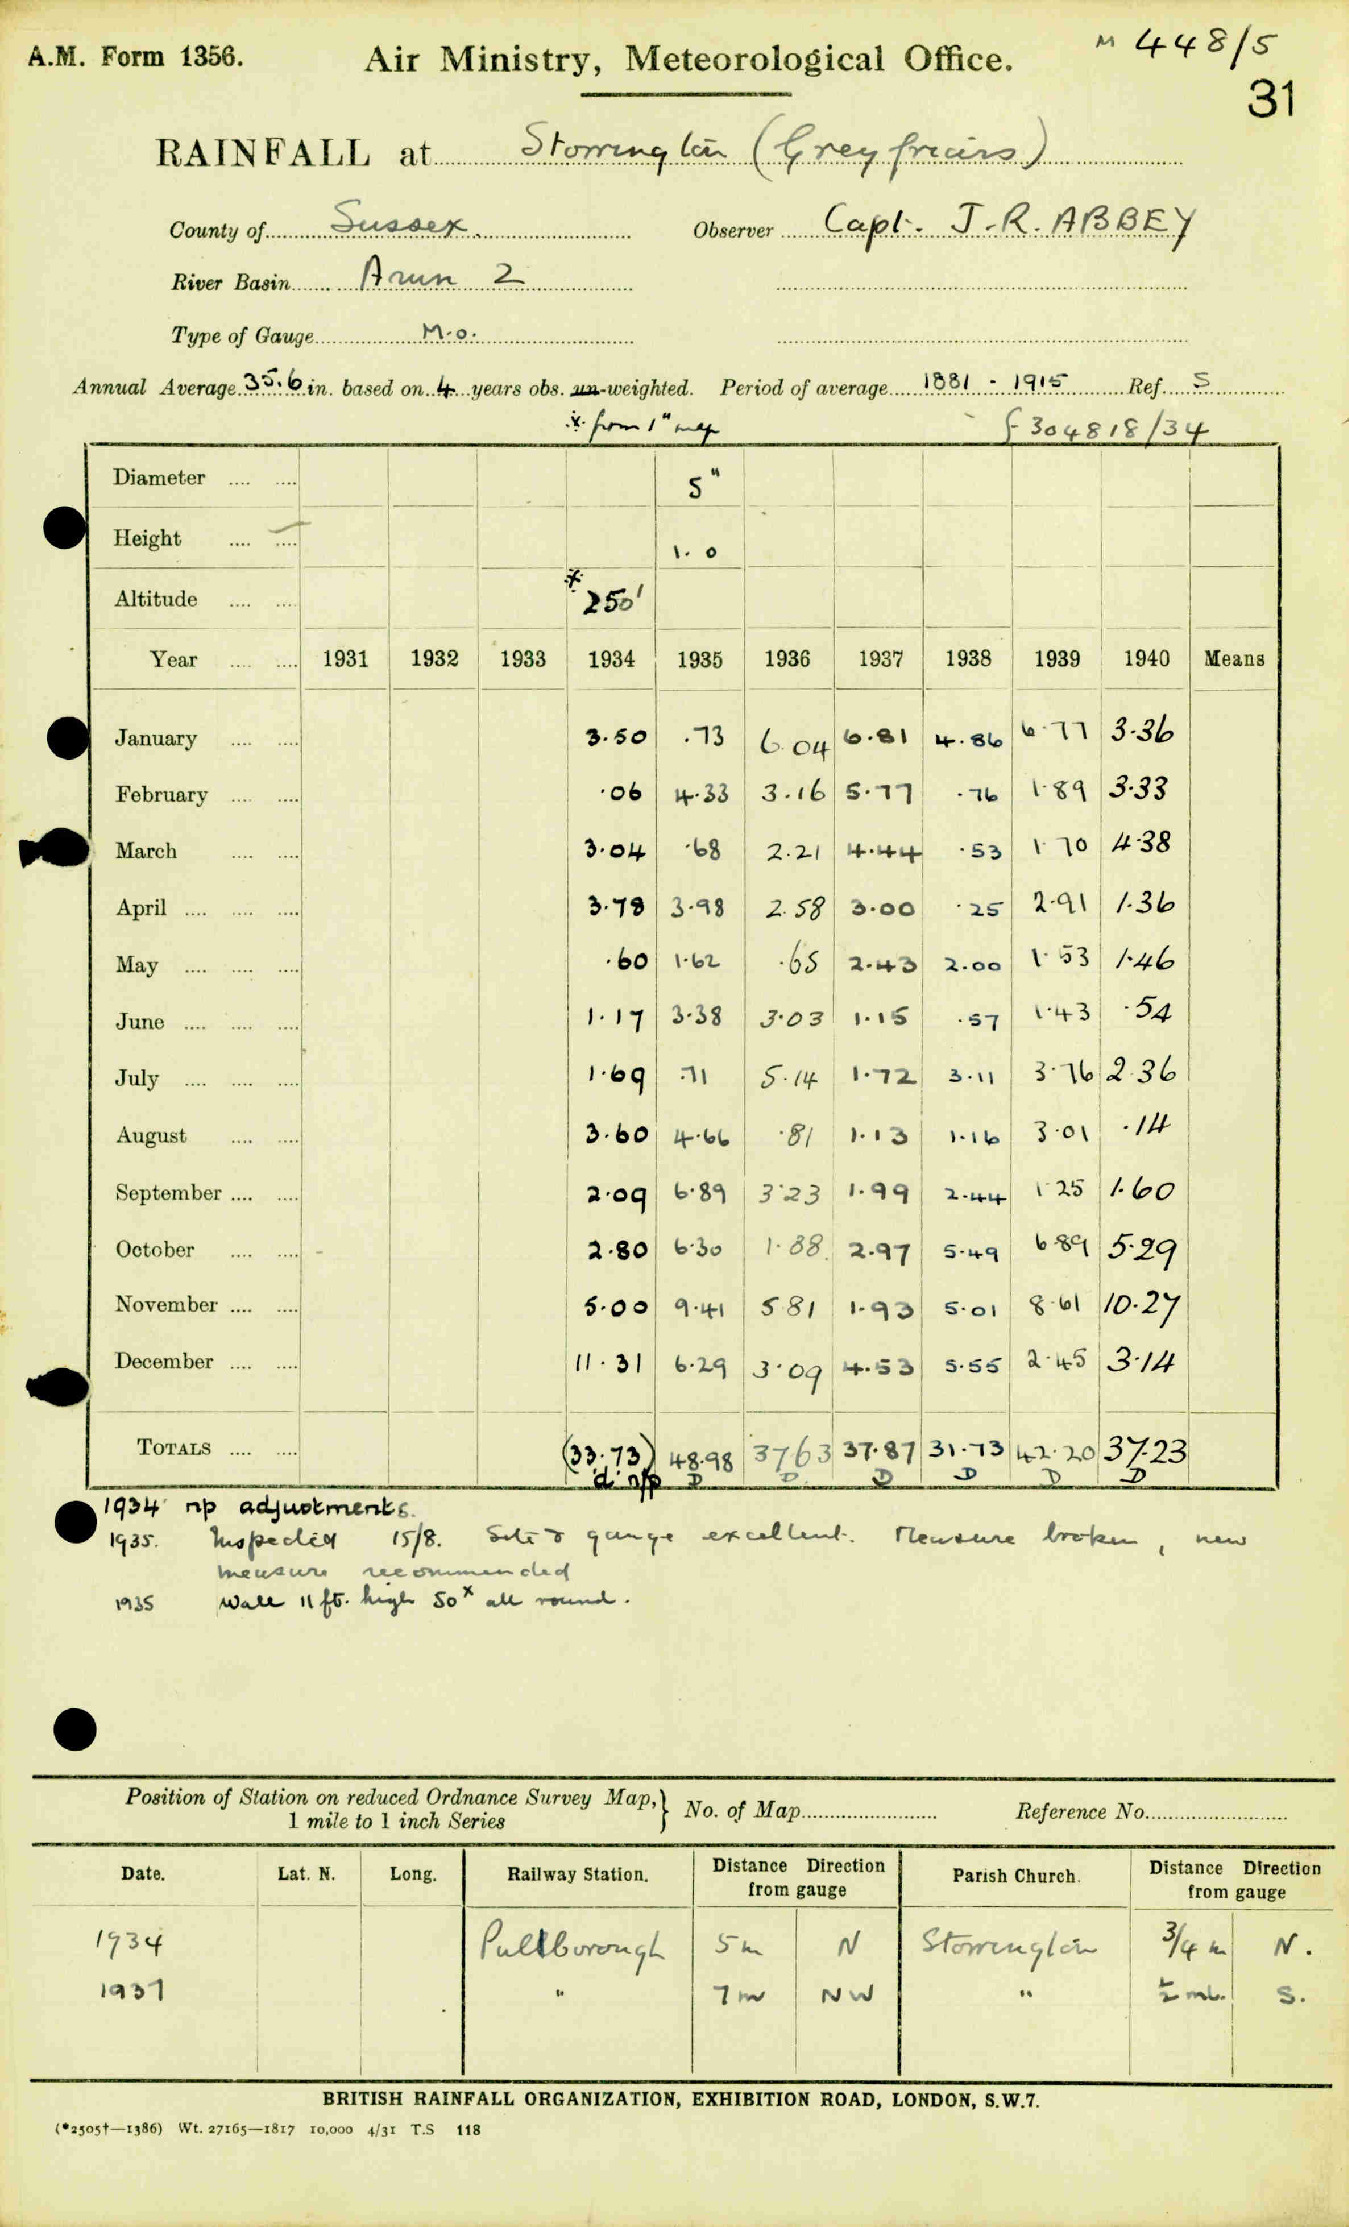 A.M. Form 1356. Air Ministry, Meteorological Office. M 448/5
31
RAINFALL at Storrington (Greyfriars)
County of Sussex. Observer Capt. J.R. ABBEY
River Basin Arun 2
Type of Gauge M.O.
Annual Average 35.6 in. based on 4 years obs. un-weighted. Period of average 1881 - 1915 Ref. S
* from 1" map f 304818/34
Diameter .... .... 5"
Height .... .... 1.0
Altitude .... .... * 250'
Year .... .... 1931 1932 1933 1934 1935 1936 1937 1938 1939 1940 Means
January .... .... 3.50 .73 6.04 6.81 4.86 6.77 3.36
February .... .... .06 4.33 3.16 5.77 .76 1.89 3.33
March .... .... 3.04 .68 2.21 4.44 .53 1.70 4.38
April .... .... .... 3.78 3.98 2.58 3.00 .25 2.91 1.36
May .... .... .... .60 1.62 .65 2.43 2.00 1.53 1.46
June .... .... .... 1.17 3.38 3.03 1.15 .57 1.43 .54
July .... .... .... 1.69 .71 5.14 1.72 3.11 3.76 2.36
August .... .... 3.60 4.66 .81 1.13 1.16 3.01 .14
September .... .... 2.09 6.89 3.23 1.99 2.44 1.25 1.60
October .... .... 2.80 6.30 1.88 2.97 5.49 6.89 5.29
November .... .... 5.00 9.41 5.81 1.93 5.01 8.61 10.27
December .... .... 11.31 6.29 3.09 4.53 5.55 2.45 3.14
TOTALS .... .... (33.73) 48.98 37.63 37.87 31.73 42.20 37.23
d. n/p D D D D D D
1934 np adjustments.
1935. Inspected 15/8. Site & gauge excellent. Measure broken, new
measure recommended
1935 Wall 11 ft. high 50x all round.
Position of Station on reduced Ordnance Survey Map,} No. of Map Reference No.
1 mile to 1 inch Series
Date. Lat. N. Long. Railway Station. Distance Direction from gauge Parish Church. Distance Direction from gauge
1934 Pullborough 5 m N Storrington 3/4 m N.
1937 " 7 m NW " 1/2 ml. S.
BRITISH RAINFALL ORGANIZATION, EXHIBITION ROAD, LONDON, S.W.7.
(*2505†—1386) Wt. 27165—1817 10,000 4/31 T.S 118